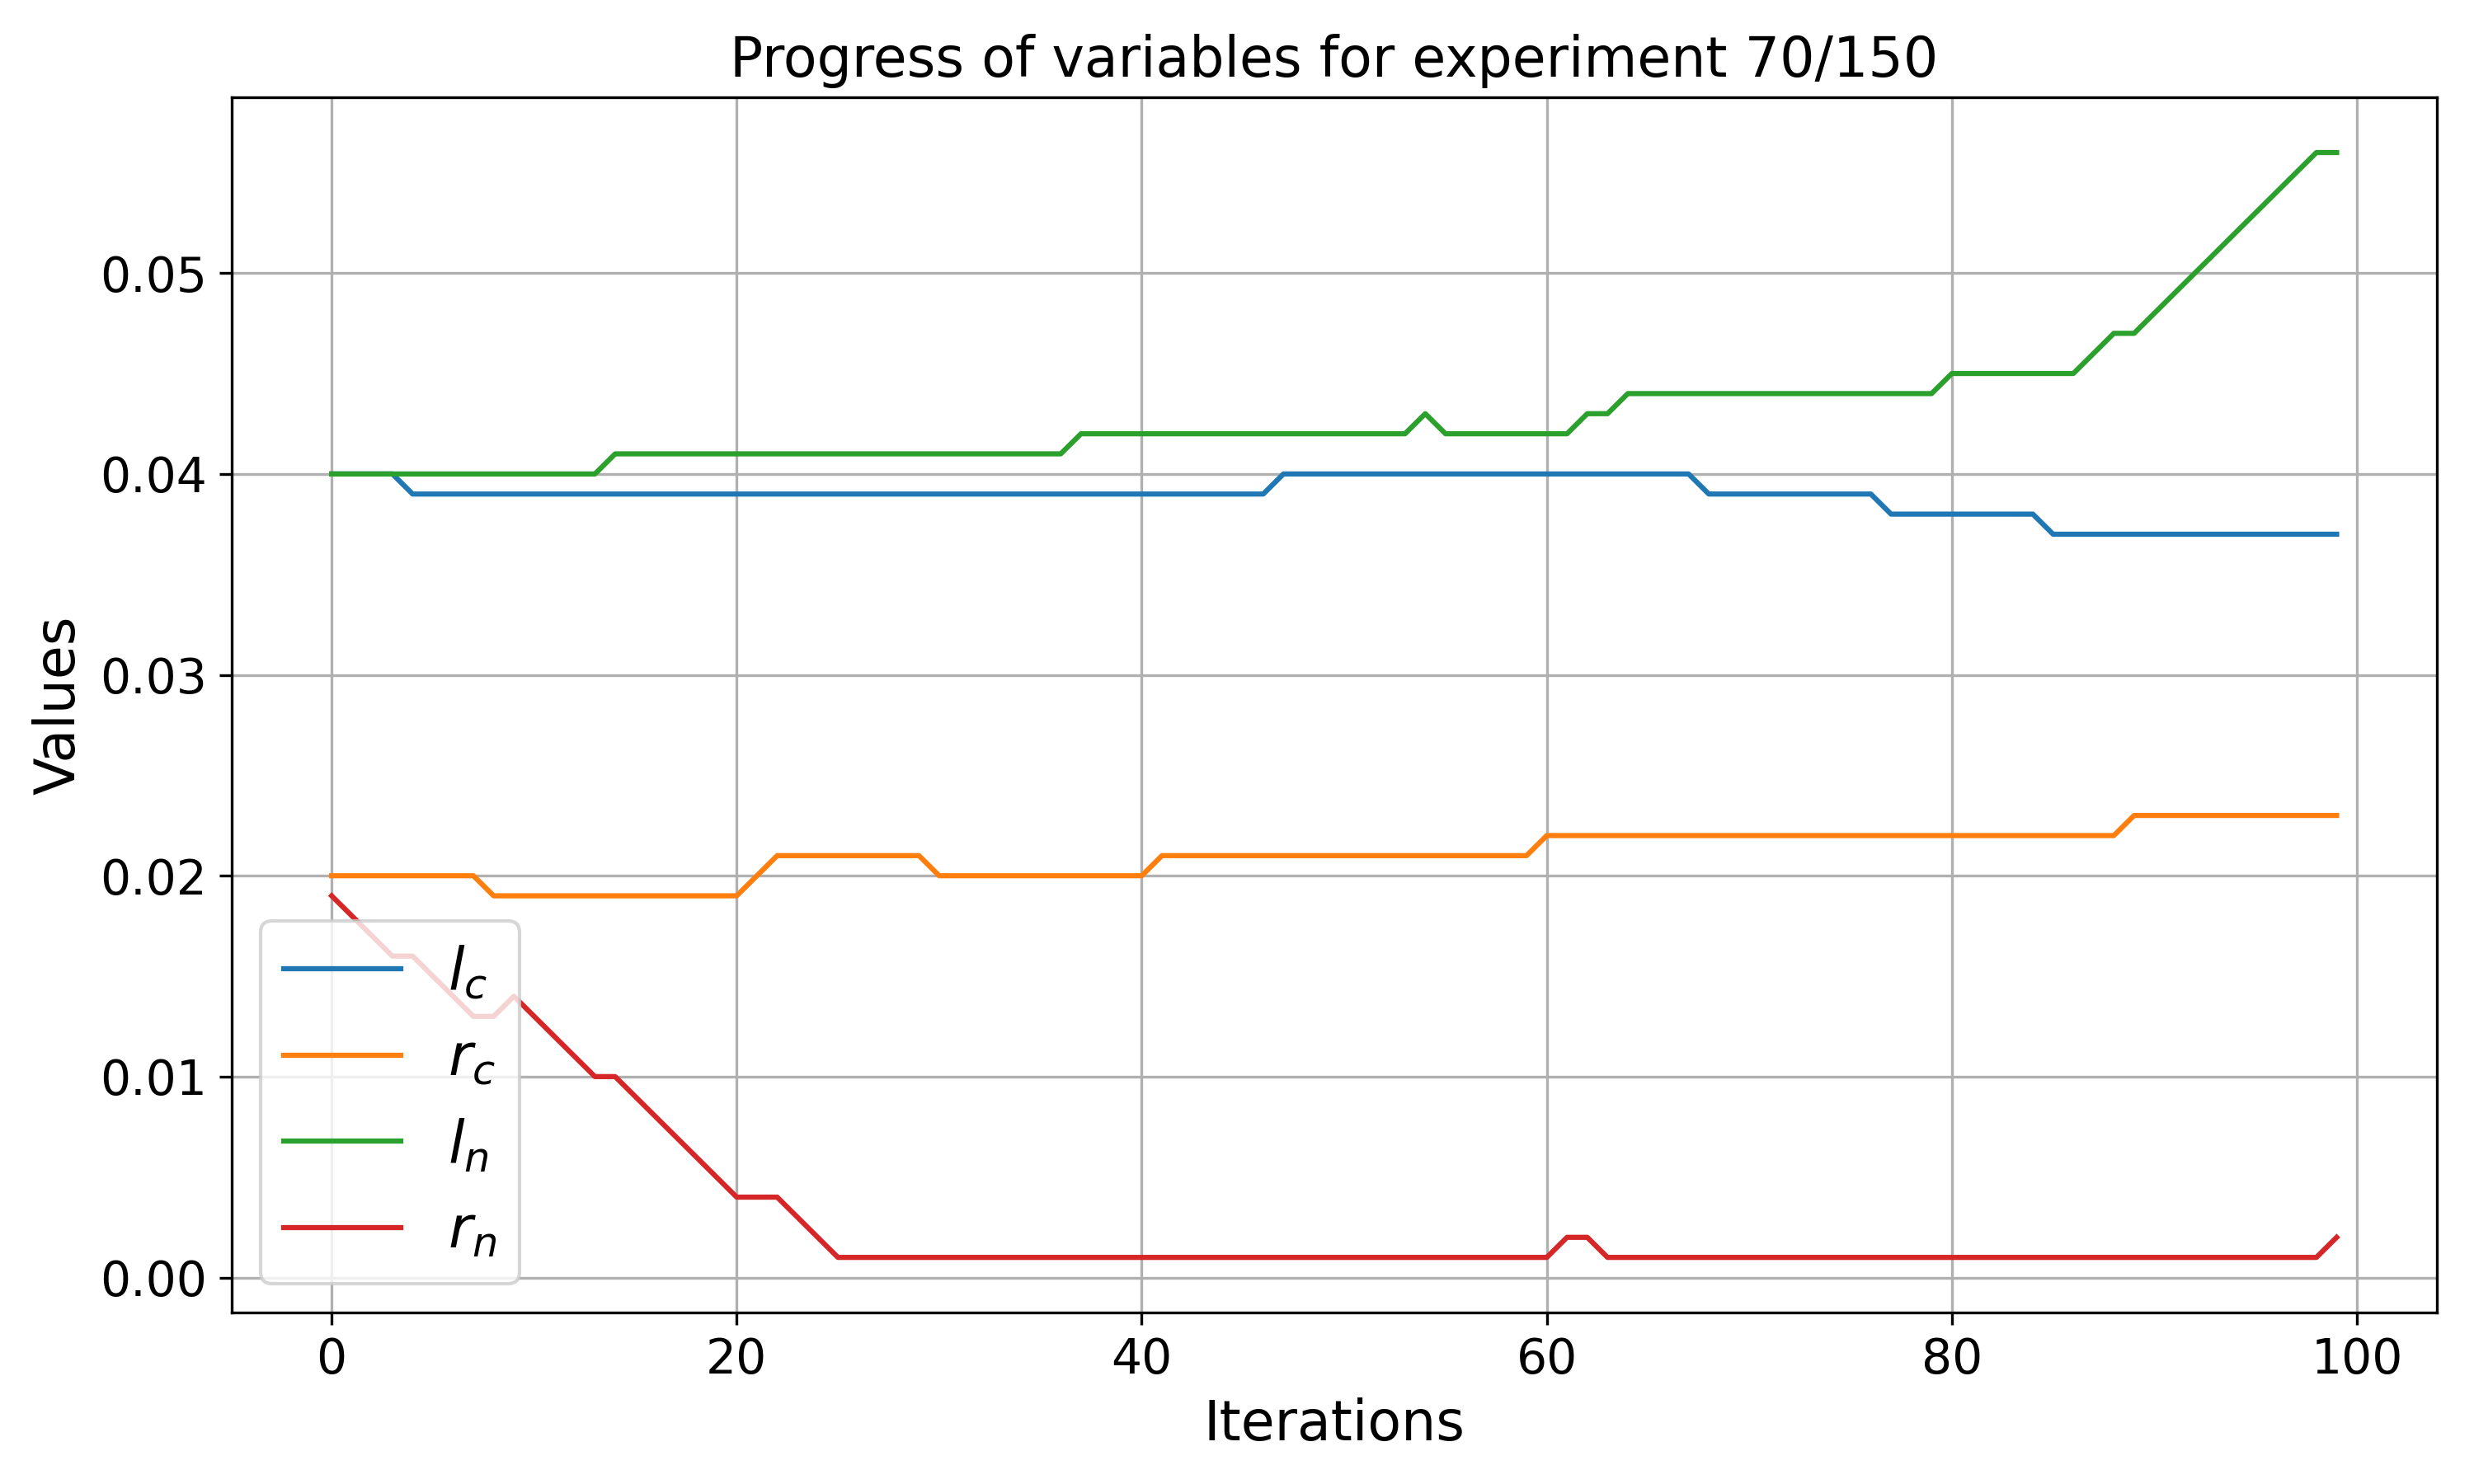 Progress of variables for experiment 70/150
Values
0.05
0.04
0.03
0.02
0.01
0.00
l_c
r_c
l_n
r_n
0 20 40 60 80 100
Iterations